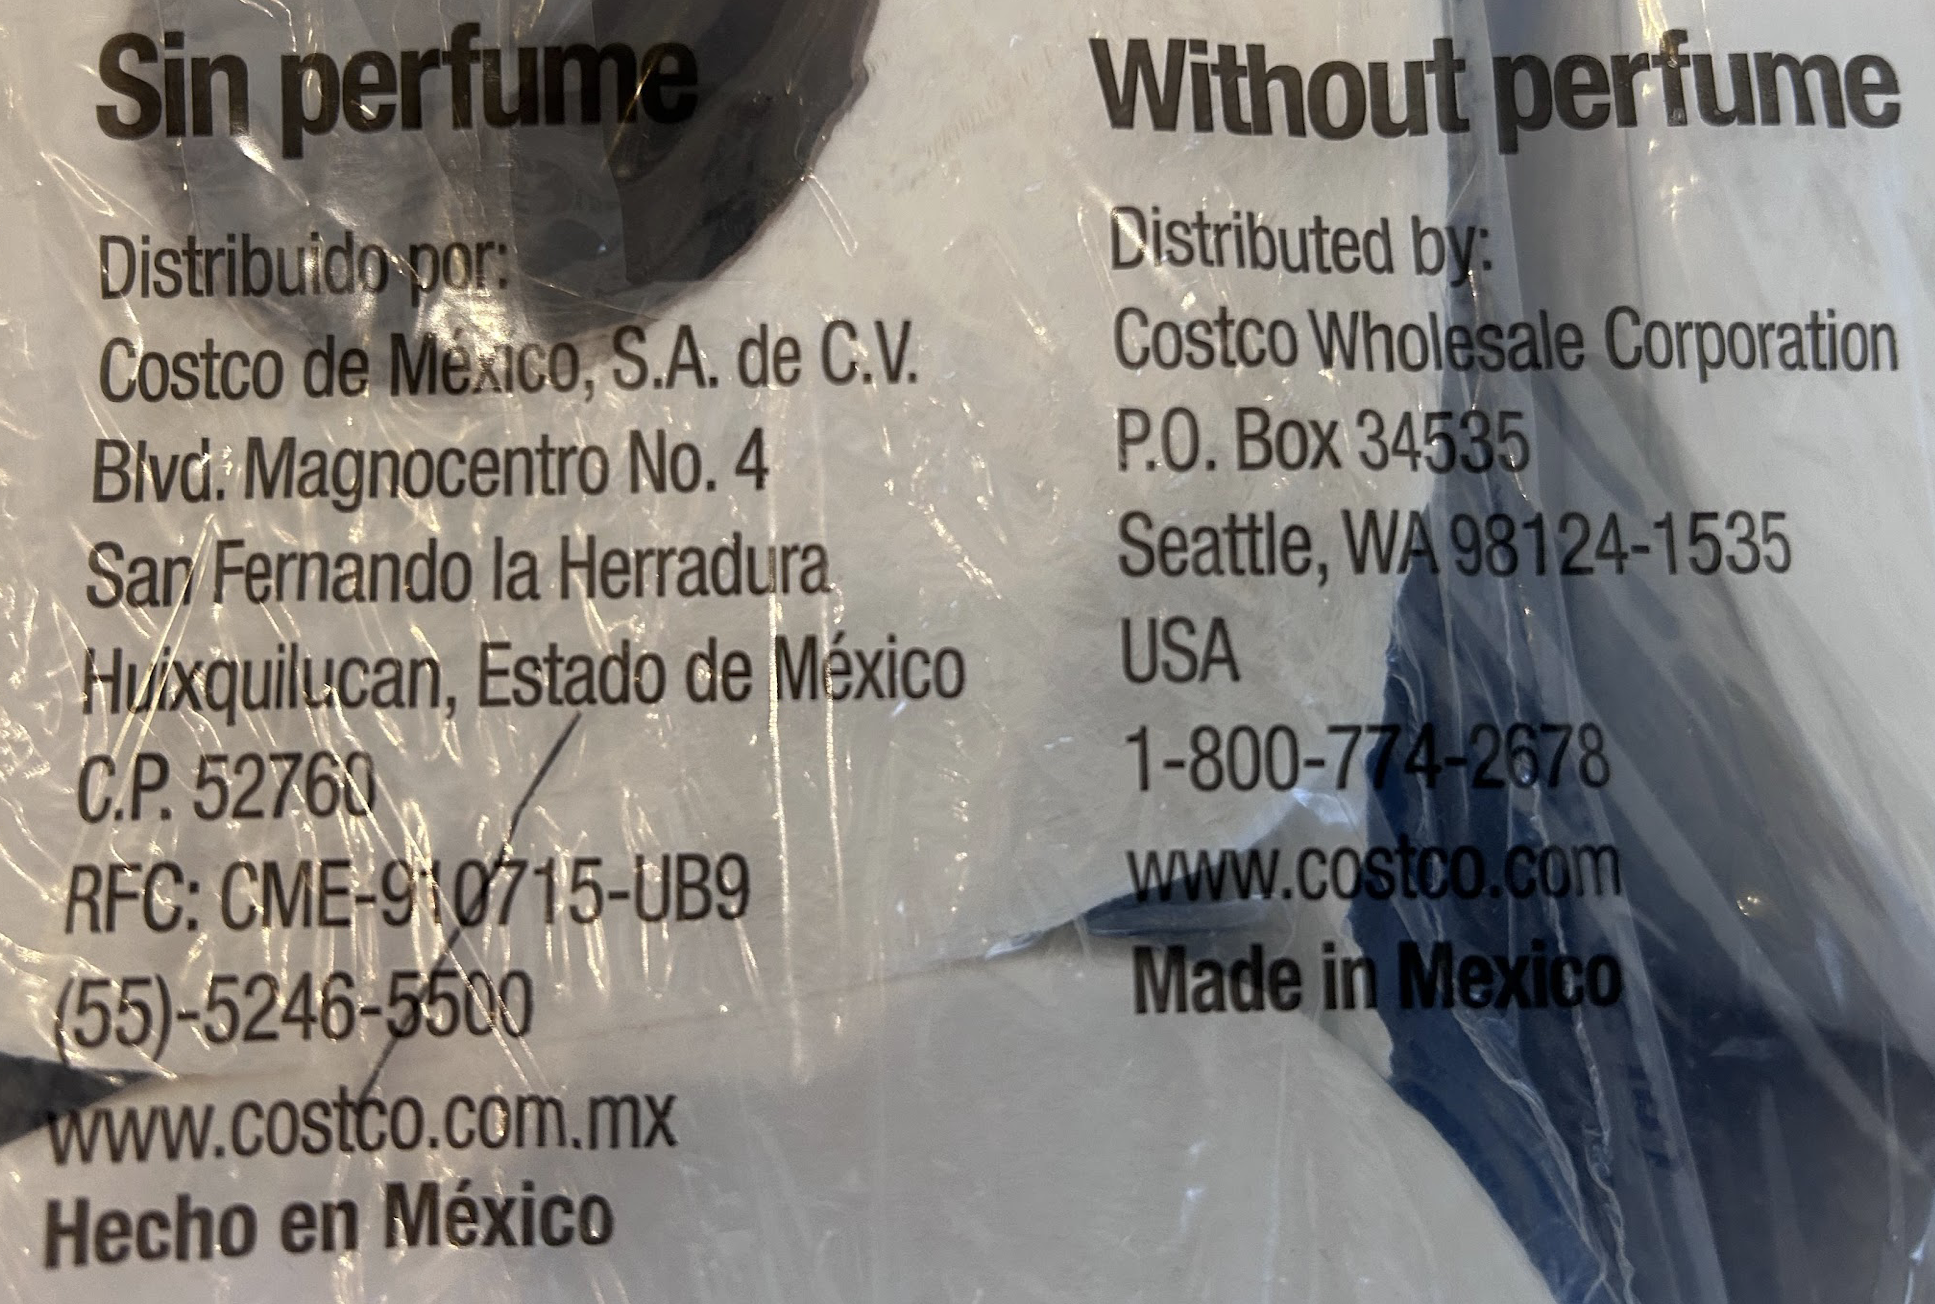 Sin perfume
Distribuido por:
Costco de México, S.A. de C.V.
Blvd. Magnocentro No. 4
San Fernando la Herradura
Huixquilucan, Estado de México
C.P. 52760
RFC: CME-910715-UB9
(55)-5246-5500
www.costco.com.mx
Hecho en México
Without perfume
Distributed by:
Costco Wholesale Corporation
P.O. Box 34535
Seattle, WA 98124-1535
USA
1-800-774-2678
www.costco.com
Made in Mexico